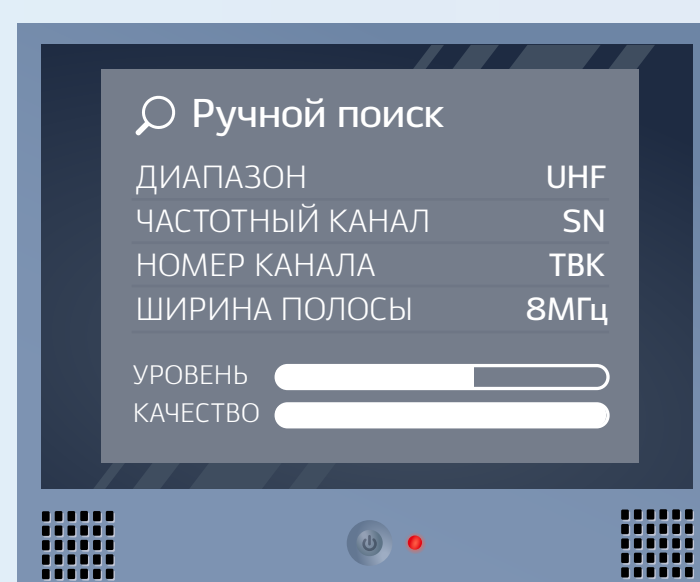 Ручной поиск
ДИАПАЗОН UHF
ЧАСТОТНЫЙ КАНАЛ SN
НОМЕР КАНАЛА ТВК
ШИРИНА ПОЛОСЫ 8МГц
УРОВЕНЬ
КАЧЕСТВО